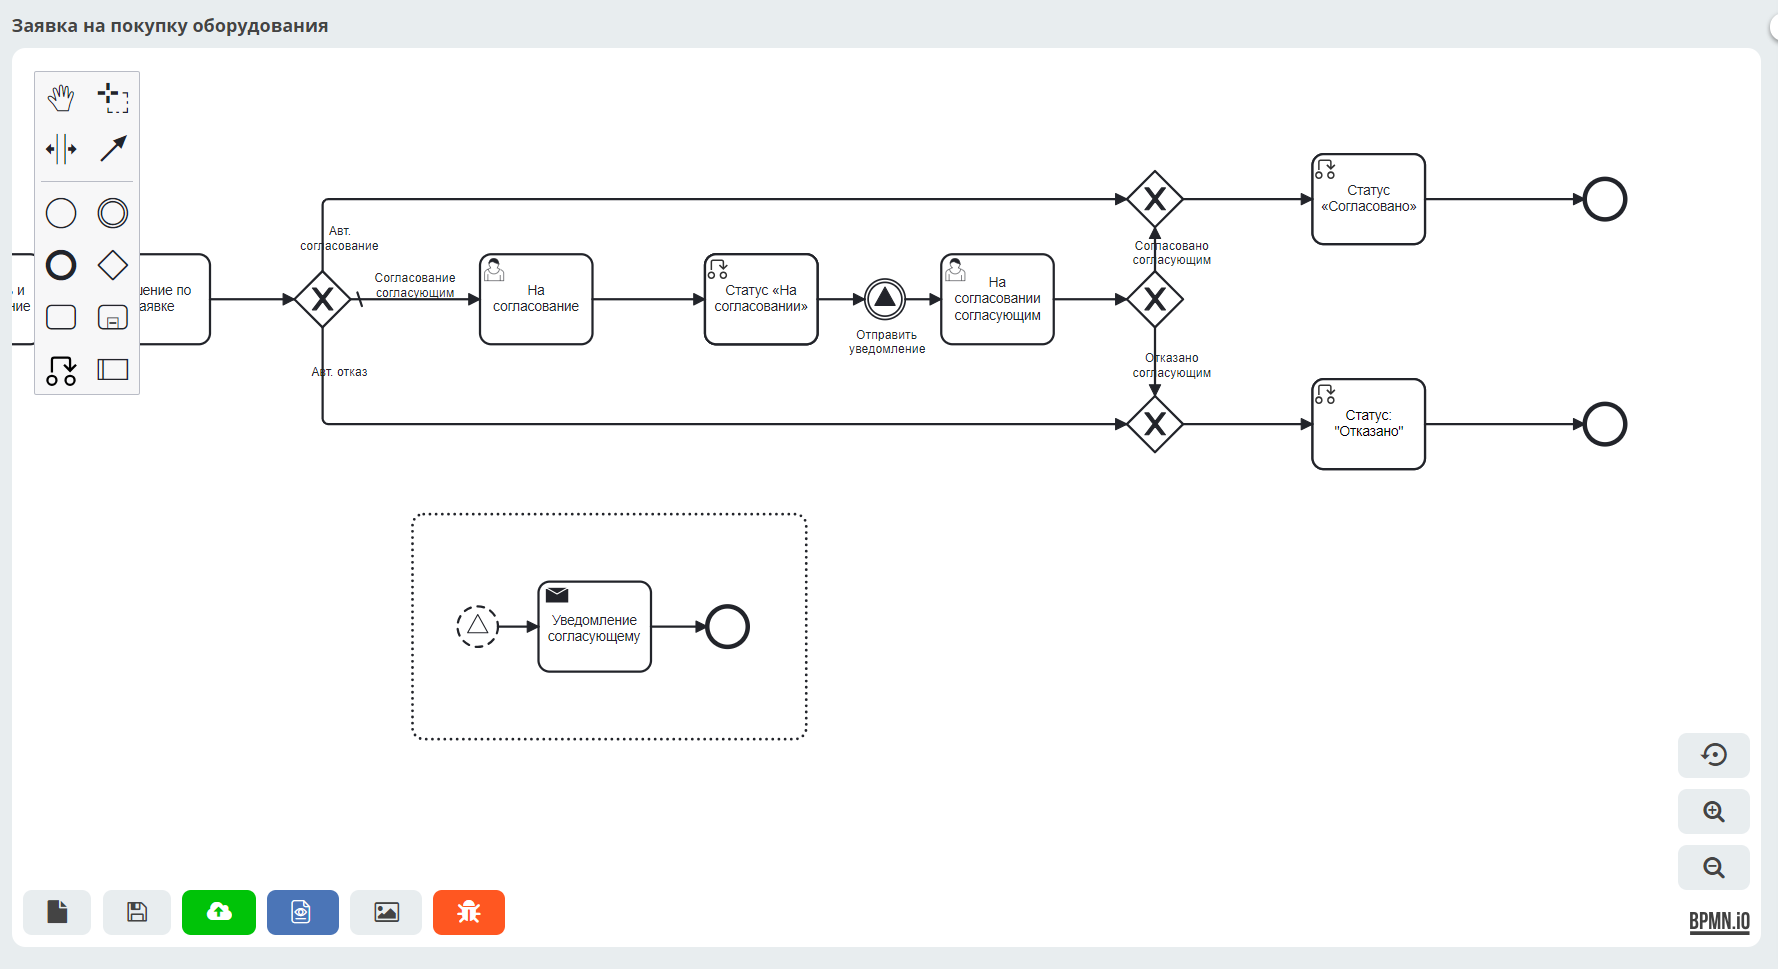 Заявка на покупку оборудования
Статус
«Согласовано»
Авт.
согласование
Согласовано
согласующим
и
ние
ение по
аявке
Согласование
согласующим
На
согласование
Статус «На
согласовании»
Отправить
уведомление
На
согласовании
согласующим
Авт. отказ
Отказано
согласующим
Статус:
"Отказано"
Уведомление
согласующему
BPMN.iO